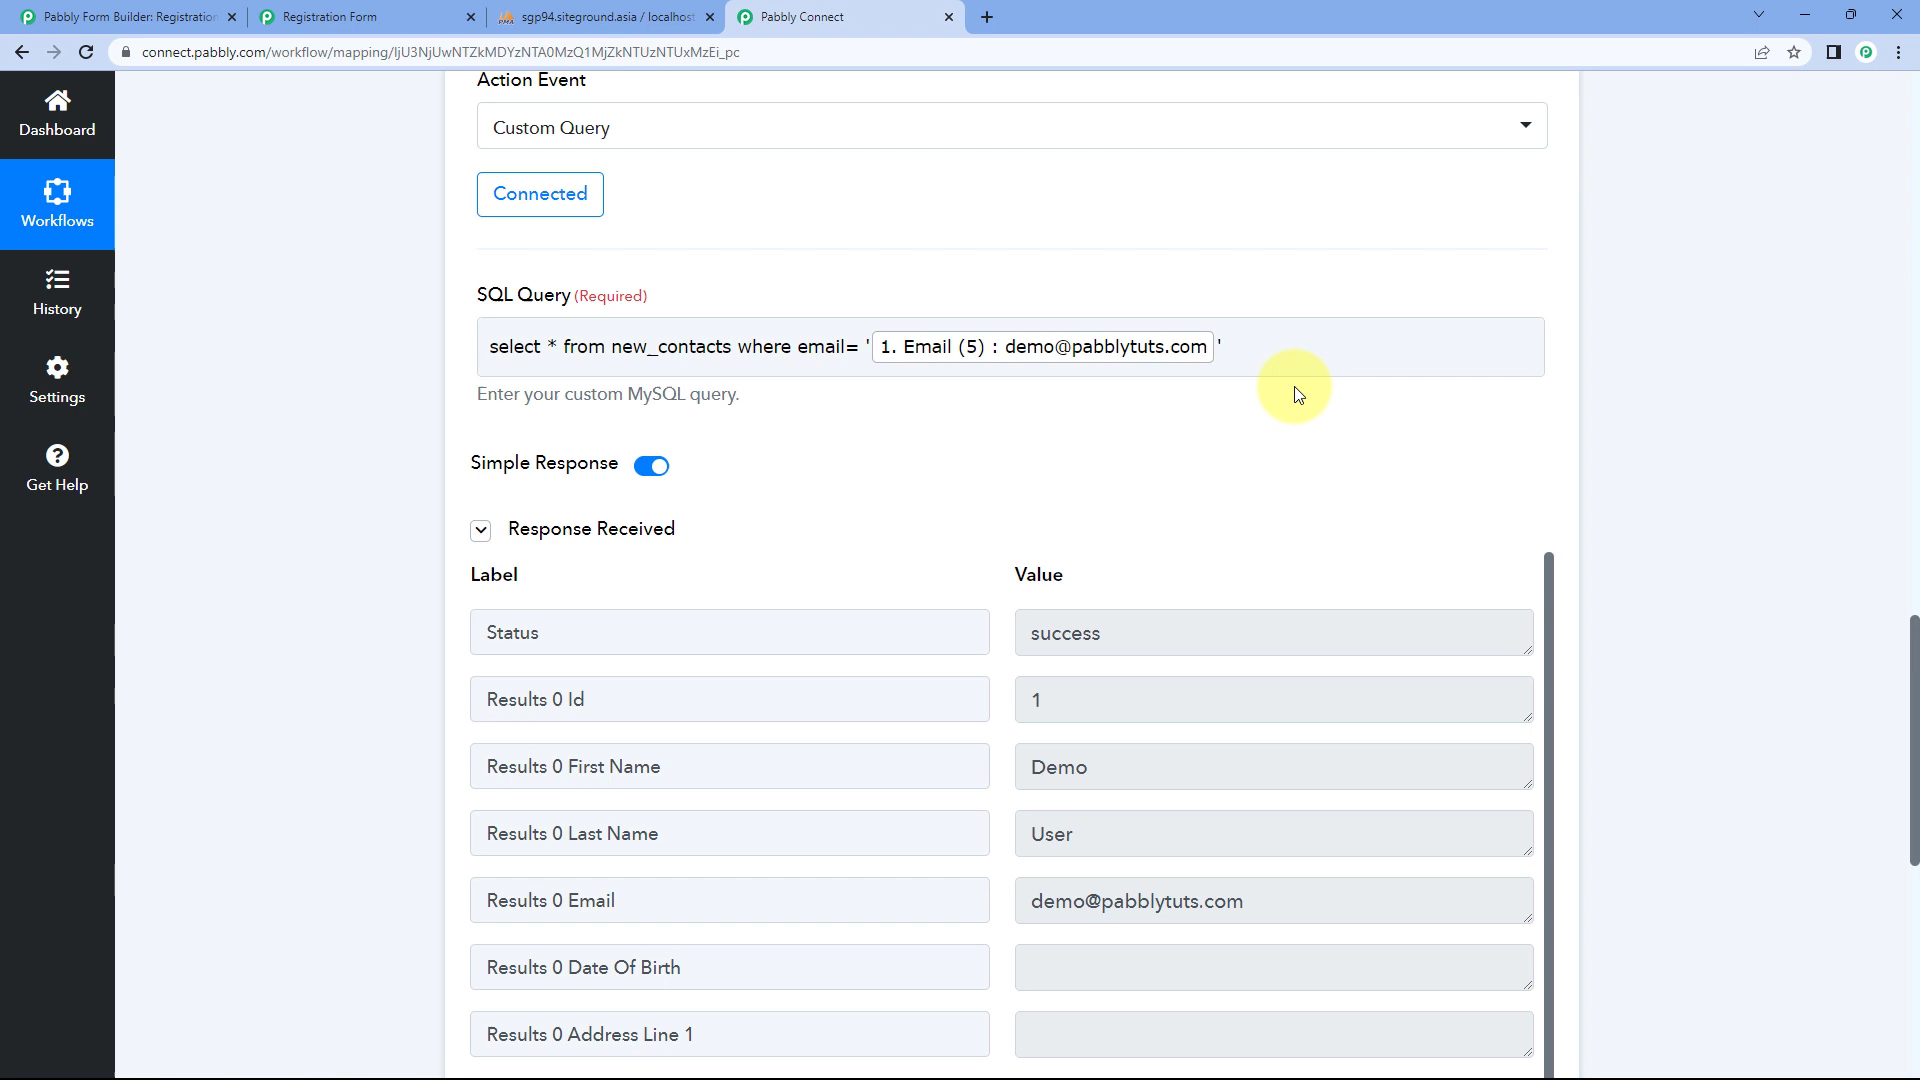 Pabbly Form Builder: Registration
Registration Form
sgp94.siteground.asia / localhost
Pabbly Connect
connect.pabbly.com/workflow/mapping/IjU3NjUwNTZkMDYzNTA0MzQ1MjZkNTUzNTUxMzEi_pc
Action Event
Dashboard
Custom Query
Connected
Workflows
SQL Query (Required)
History
select * from new_contacts where email= '1. Email (5) : demo@pabblytuts.com'
Enter your custom MySQL query.
Settings
Simple Response
Get Help
Response Received
Label Value
Status success
Results 0 Id 1
Results 0 First Name Demo
Results 0 Last Name User
Results 0 Email demo@pabblytuts.com
Results 0 Date Of Birth
Results 0 Address Line 1